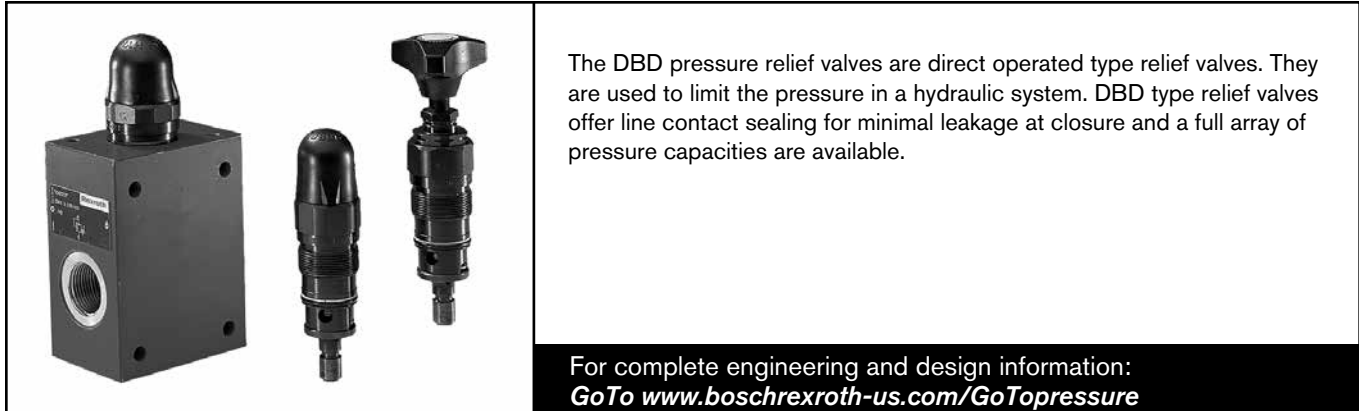 The DBD pressure relief valves are direct operated type relief valves. They
are used to limit the pressure in a hydraulic system. DBD type relief valves
offer line contact sealing for minimal leakage at closure and a full array of
pressure capacities are available.
For complete engineering and design information:
GoTo www.boschrexroth-us.com/GoTopressure
Rexroth